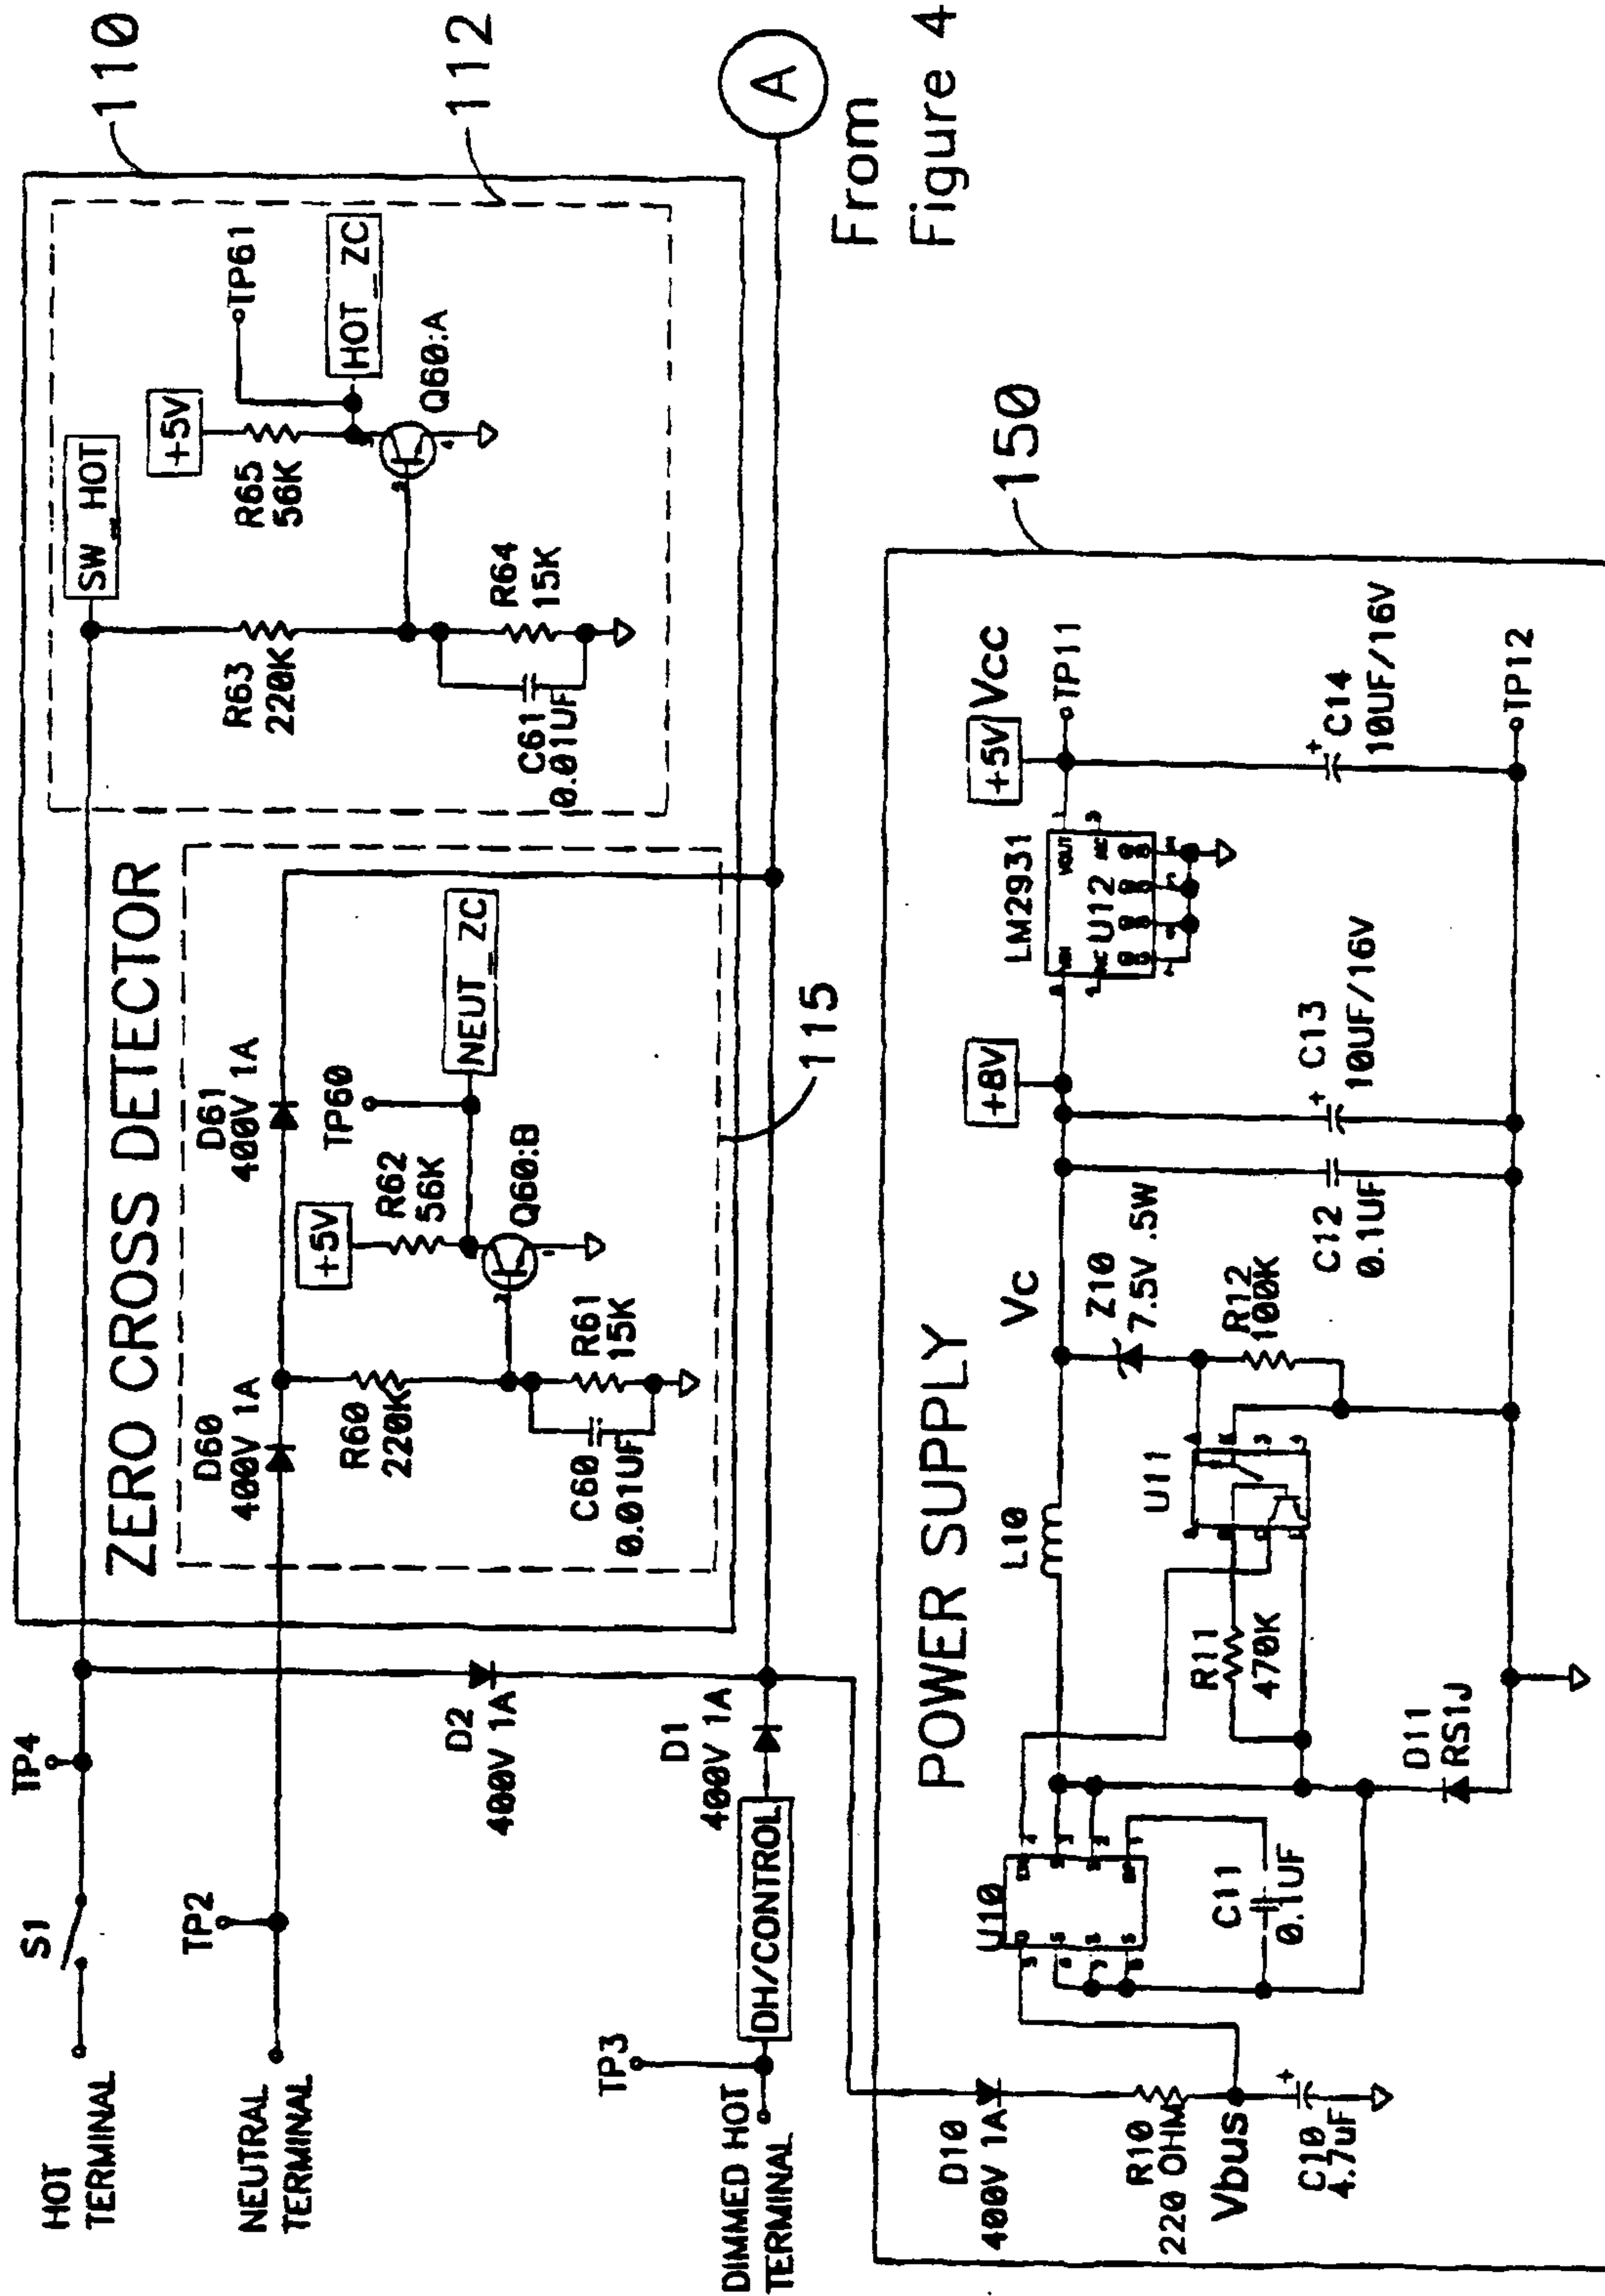 HOT
TERMINAL
S1
TP4
NEUTRAL
TERMINAL
TP2
DIMMED HOT
TERMINAL
TP3
DH/CONTROL
D1
400V 1A
D2
400V 1A
ZERO CROSS DETECTOR
D60
400V 1A
D61
400V 1A
R60
220K
C60
0.01UF
R61
15K
+5V
R62
56K
TP60
NEUT_ZC
Q60:B
115
SW_HOT
R63
220K
C61
0.01UF
R64
15K
+5V
R65
56K
TP61
HOT_ZC
Q60:A
110
112
A
From
Figure 4
POWER SUPPLY
150
D10
400V 1A
R10
220 OHM
Vbus
C10
4.7uF
+
U10
C11
0.1UF
D11
RS1J
R11
470K
U11
L10
Vc
Z10
7.5V .5W
R12
100K
C12
0.1UF
+8V
+
C13
10UF/16V
LM2931
VOUT
U12
+5V
Vcc
TP11
+
C14
10UF/16V
TP12